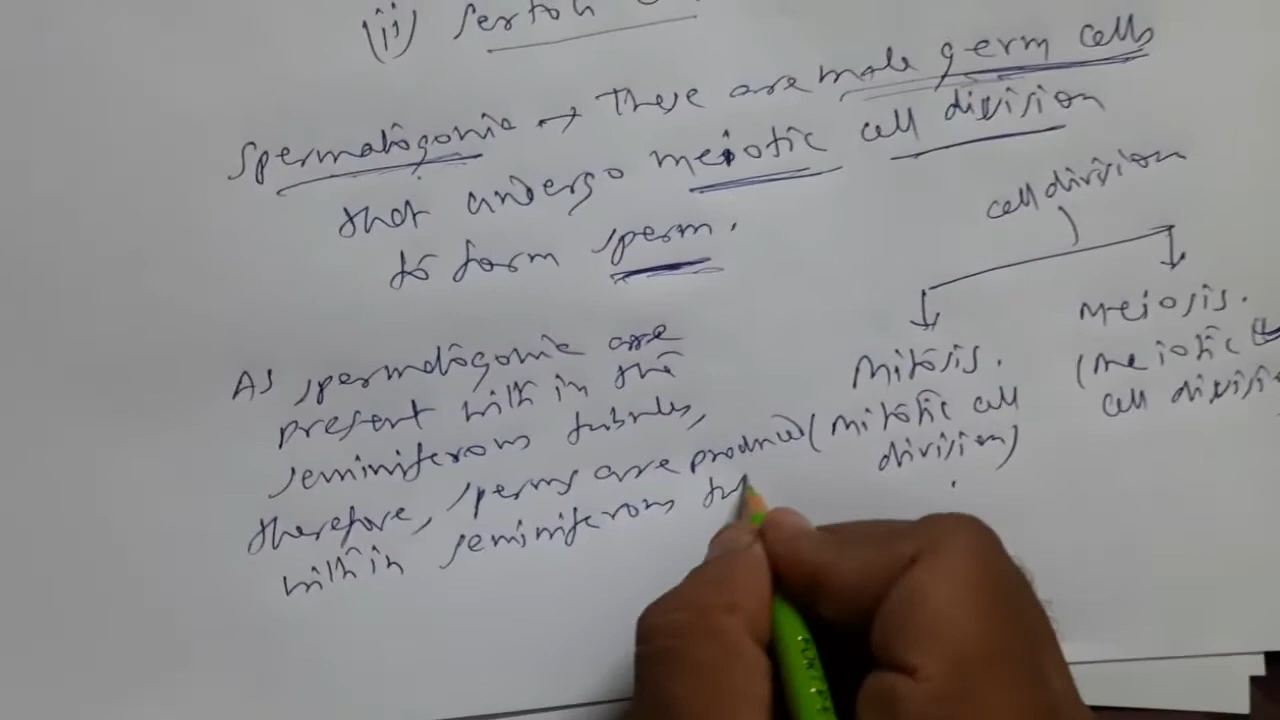 (ii) Sertoli
Spermatogonia → These are male germ cells
that undergo meiotic cell division
to form sperm.
cell division
Mitosis.
(Mitotic cell
division)
Meiosis.
(Meiotic
cell divisi
As spermatogonia are
present within the
seminiferous tubules,
therefore, sperms are produced
within seminiferous tu